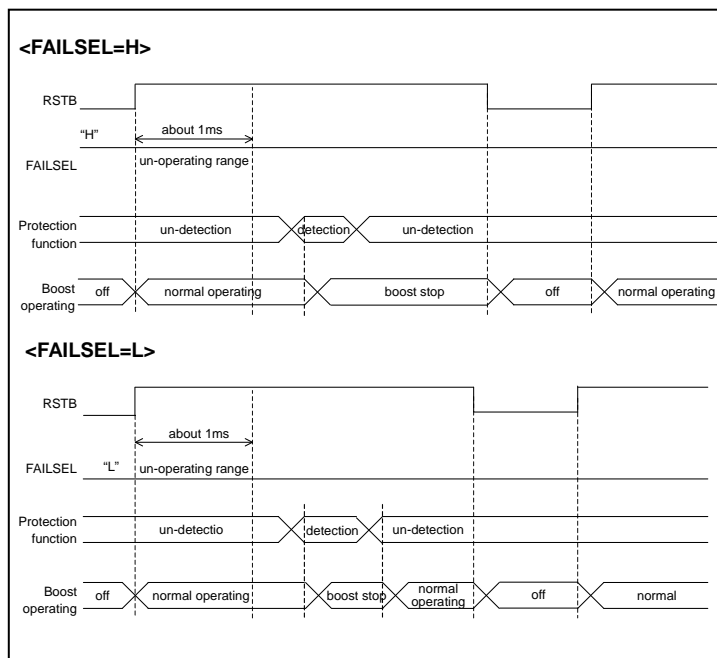 <FAILSEL=H>
RSTB
"H"
about 1ms
FAILSEL
un-operating range
Protection
function
un-detection
detection
un-detection
Boost
operating
off
normal operating
boost stop
off
normal operating
<FAILSEL=L>
RSTB
about 1ms
FAILSEL
"L"
un-operating range
Protection
function
un-detectio
detection
un-detection
Boost
operating
off
normal operating
boost stop
normal
operating
off
normal